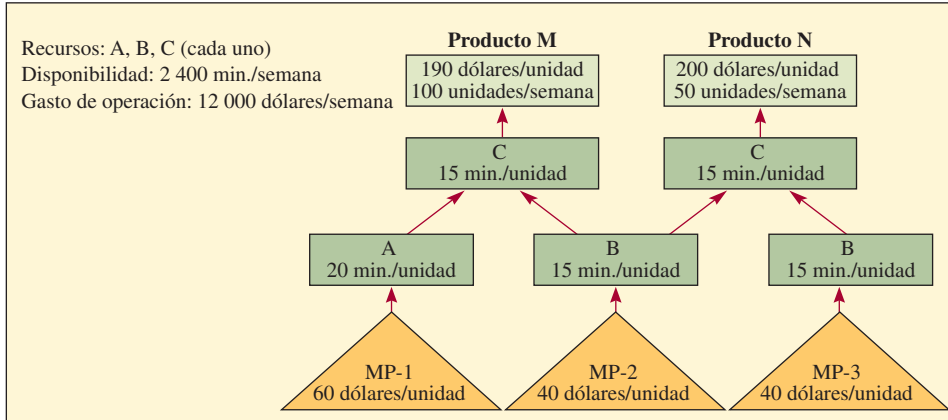 Recursos: A, B, C (cada uno)
Disponibilidad: 2 400 min./semana
Gasto de operación: 12 000 dólares/semana
Producto M
190 dólares/unidad
100 unidades/semana
Producto N
200 dólares/unidad
50 unidades/semana
C
15 min./unidad
C
15 min./unidad
A
20 min./unidad
B
15 min./unidad
B
15 min./unidad
MP-1
60 dólares/unidad
MP-2
40 dólares/unidad
MP-3
40 dólares/unidad